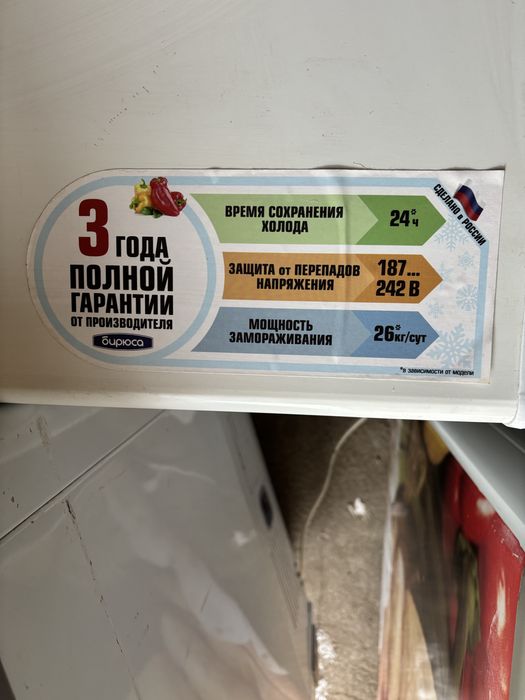 3 ГОДА
ПОЛНОЙ
ГАРАНТИИ
ОТ ПРОИЗВОДИТЕЛЯ
бирюса
ВРЕМЯ СОХРАНЕНИЯ
ХОЛОДА
24*ч
ЗАЩИТА от ПЕРЕПАДОВ
НАПРЯЖЕНИЯ
187...
242 В
МОЩНОСТЬ
ЗАМОРАЖИВАНИЯ
26*кг/сут
СДЕЛАНО в РОССИИ
*в зависимости от модели